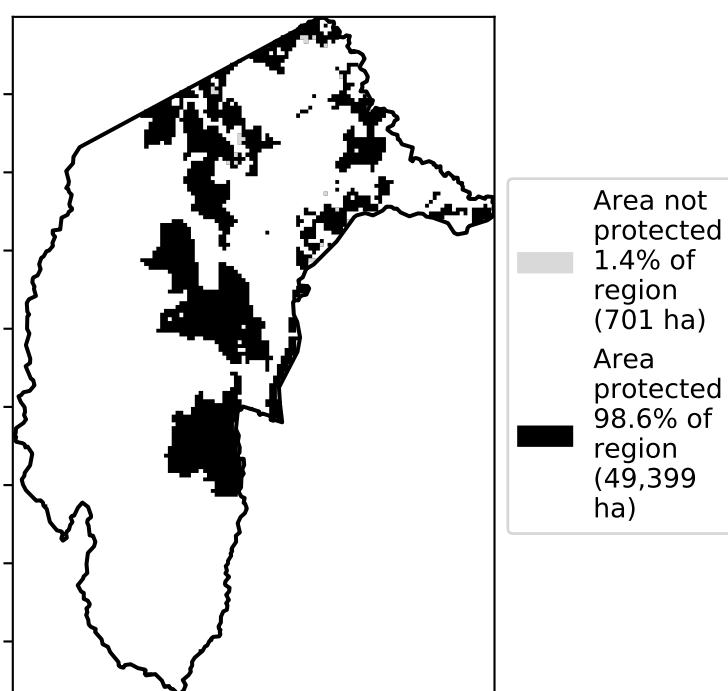 Area not
protected
1.4% of
region
(701 ha)
Area
protected
98.6% of
region
(49,399
ha)